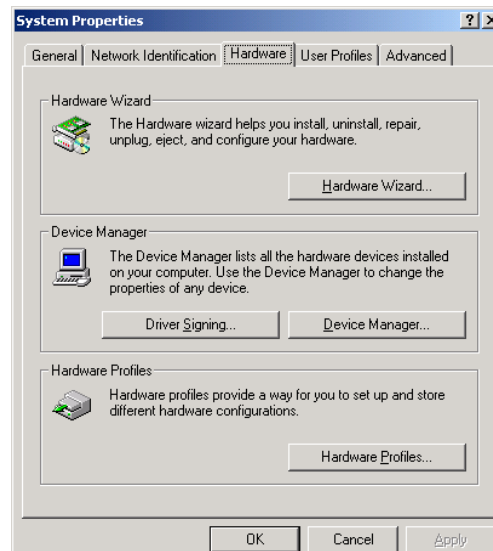 System Properties
General Network Identification Hardware User Profiles Advanced
Hardware Wizard
The Hardware wizard helps you install, uninstall, repair,
unplug, eject, and configure your hardware.
Hardware Wizard...
Device Manager
The Device Manager lists all the hardware devices installed
on your computer. Use the Device Manager to change the
properties of any device.
Driver Signing... Device Manager...
Hardware Profiles
Hardware profiles provide a way for you to set up and store
different hardware configurations.
Hardware Profiles...
OK Cancel Apply